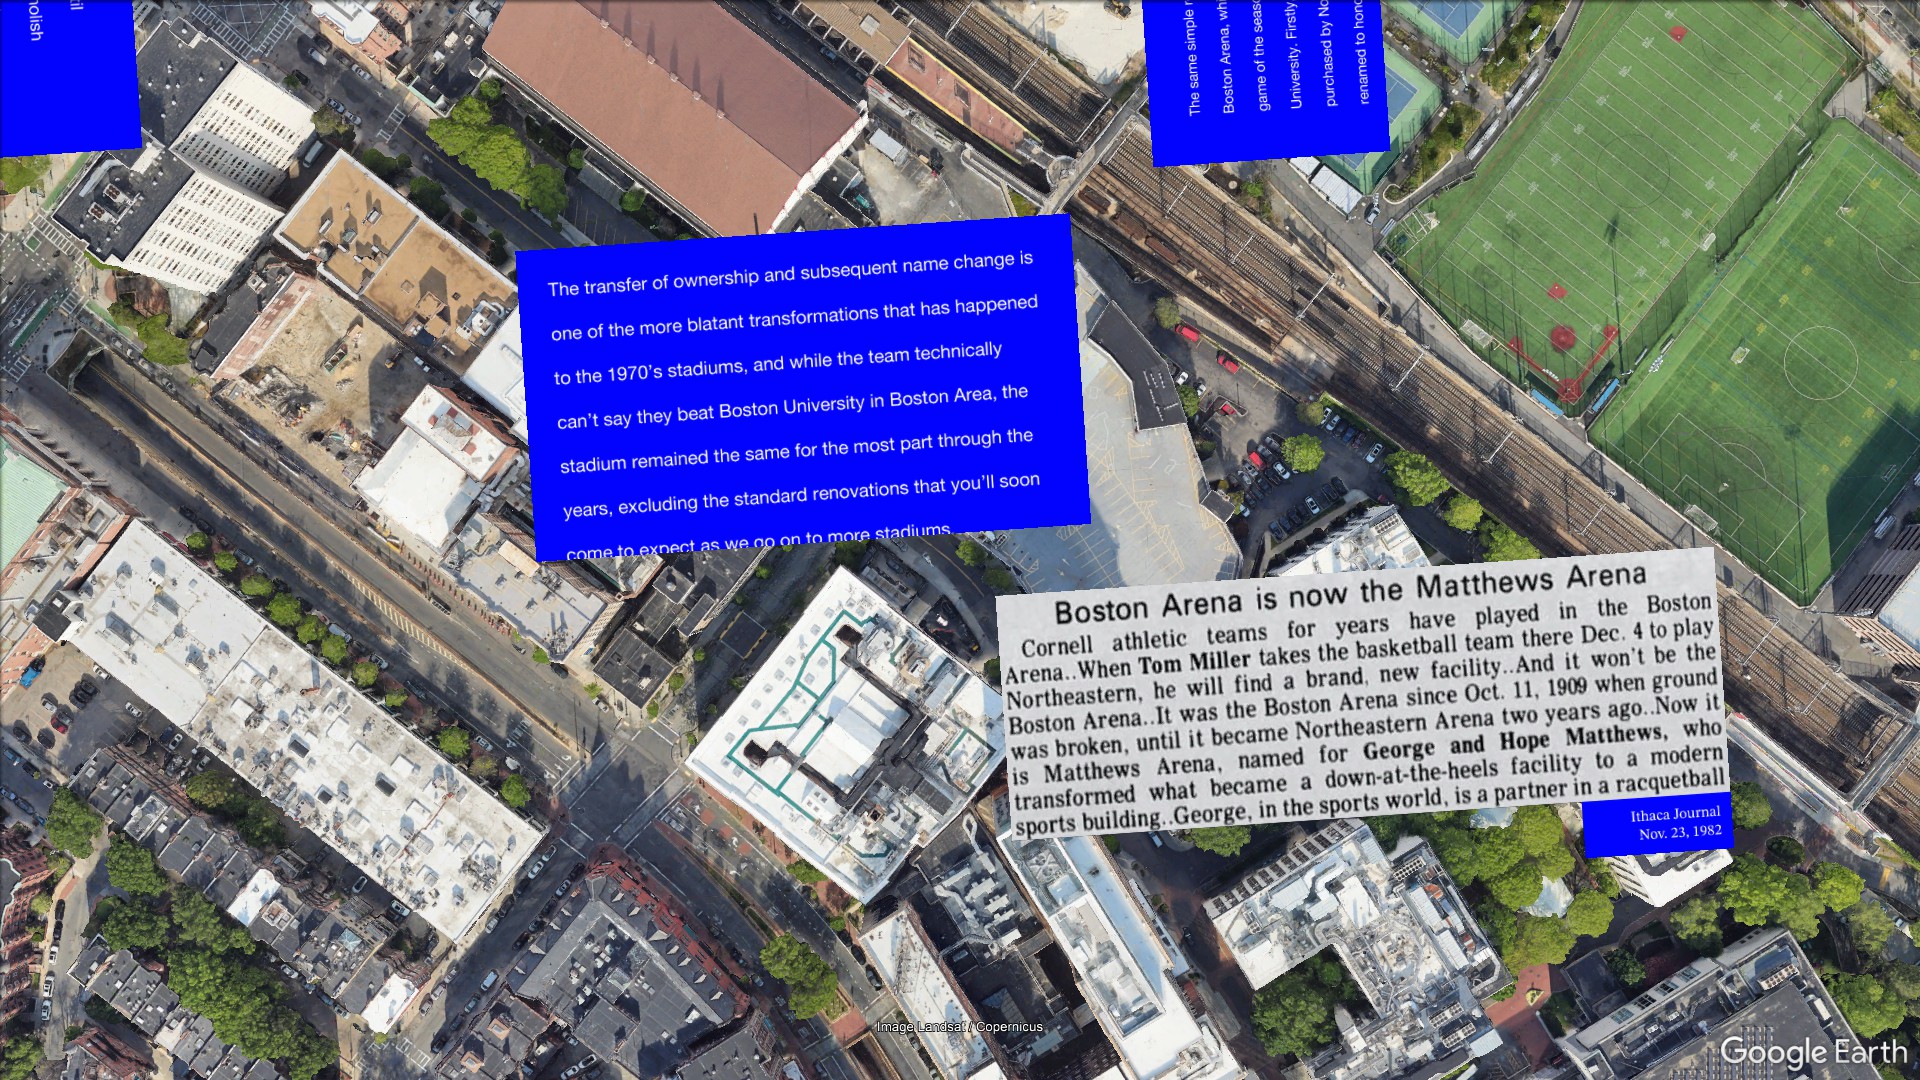 nolish
il
The same simple r
Boston Arena, whi
game of the seaso
University. Firstly
purchased by No
renamed to hono
The transfer of ownership and subsequent name change is
one of the more blatant transformations that has happened
to the 1970's stadiums, and while the team technically
can't say they beat Boston University in Boston Area, the
stadium remained the same for the most part through the
years, excluding the standard renovations that you'll soon
come to expect as we go on to more stadiums.
Boston Arena is now the Matthews Arena
Cornell athletic teams for years have played in the Boston
Arena..When Tom Miller takes the basketball team there Dec. 4 to play
Northeastern, he will find a brand, new facility..And it won't be the
Boston Arena..It was the Boston Arena since Oct. 11, 1909 when ground
was broken, until it became Northeastern Arena two years ago..Now it
is Matthews Arena, named for George and Hope Matthews, who
transformed what became a down-at-the-heels facility to a modern
sports building..George, in the sports world, is a partner in a racquetball
Ithaca Journal
Nov. 23, 1982
Image Landsat / Copernicus
Google Earth